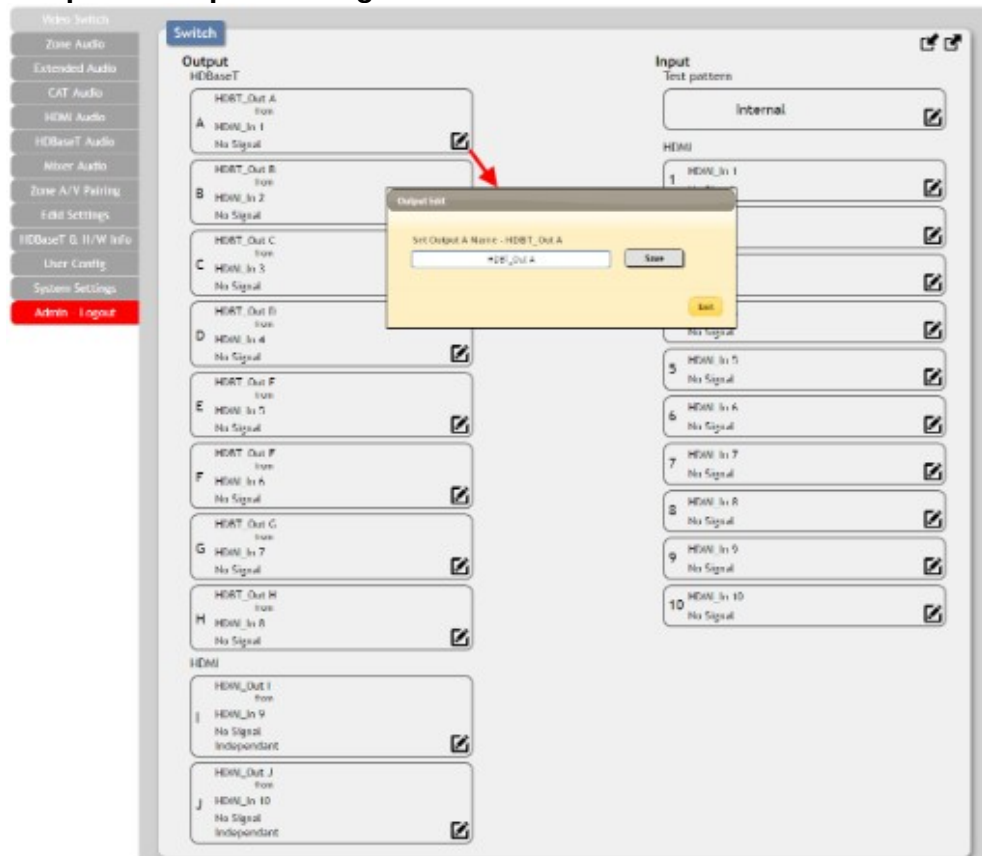 Video Switch
Zone Audio
Extended Audio
CAT Audio
HDMI Audio
HDBaseT Audio
Mixer Audio
Zone A/V Pairing
Edid Settings
HDBaseT & H/W Info
User Config
System Settings
Admin - Logout
Switch
Output
HDBaseT
HDBT_Out A
from
A HDMI_In 1
No Signal
HDBT_Out B
from
B HDMI_In 2
No Signal
HDBT_Out C
from
C HDMI_In 3
No Signal
HDBT_Out D
from
D HDMI_In 4
No Signal
HDBT_Out E
from
E HDMI_In 5
No Signal
HDBT_Out F
from
F HDMI_In 6
No Signal
HDBT_Out G
from
G HDMI_In 7
No Signal
HDBT_Out H
from
H HDMI_In 8
No Signal
HDMI
HDMI_Out I
from
I HDMI_In 9
No Signal
Independant
HDMI_Out J
from
J HDMI_In 10
No Signal
Independant
Output Edit
Set Output A Name - HDBT_Out A
HDBT_Out A
Save
Exit
Input
Test pattern
Internal
HDMI
1 HDMI_In 1
No Signal
5 HDMI_In 5
No Signal
6 HDMI_In 6
No Signal
7 HDMI_In 7
No Signal
8 HDMI_In 8
No Signal
9 HDMI_In 9
No Signal
10 HDMI_In 10
No Signal